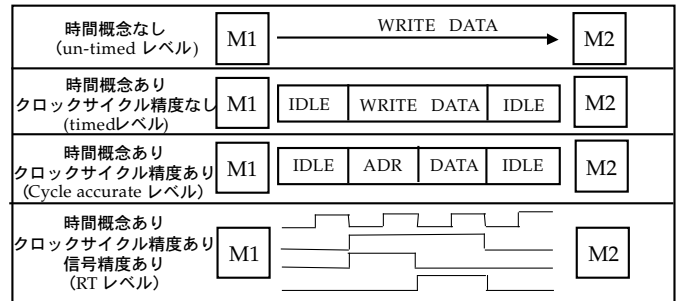 時間概念なし
(un-timed レベル)
M1
WRITE DATA
M2
時間概念あり
クロックサイクル精度なし
(timedレベル)
M1
IDLE
WRITE DATA
IDLE
M2
時間概念あり
クロックサイクル精度あり
(Cycle accurate レベル)
M1
IDLE
ADR
DATA
IDLE
M2
時間概念あり
クロックサイクル精度あり
信号精度あり
(RT レベル)
M1
M2